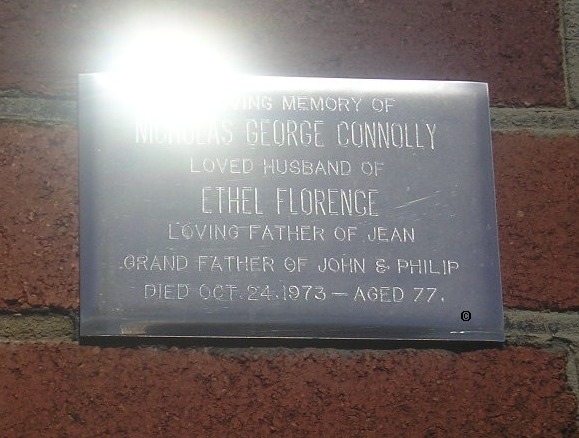 LOVING MEMORY OF
NICHOLAS GEORGE CONNOLLY
LOVED HUSBAND OF
ETHEL FLORENCE
LOVING FATHER OF JEAN
GRAND FATHER OF JOHN & PHILIP
DIED OCT. 24. 1973 — AGED 77.
©